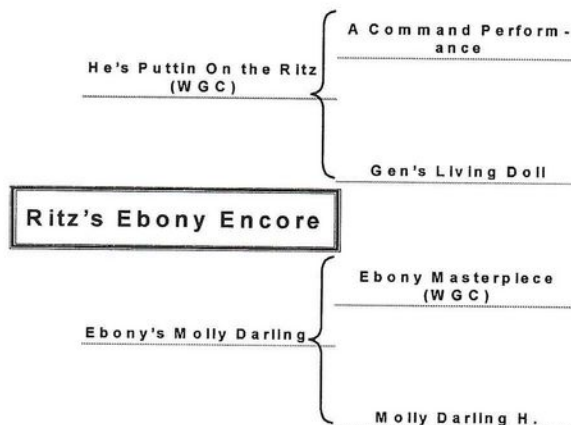 A Command Perform-
ance
He's Puttin On the Ritz
(WGC)
Gen's Living Doll
Ritz's Ebony Encore
Ebony Masterpiece
(WGC)
Ebony's Molly Darling
Molly Darling H.